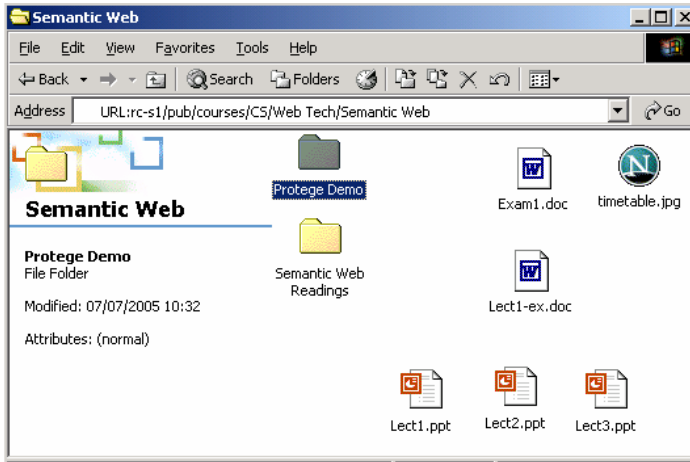 Semantic Web
File Edit View Favorites Tools Help
Back Search Folders
Address URL:rc-s1/pub/courses/CS/Web Tech/Semantic Web Go
Semantic Web
Protege Demo
File Folder
Modified: 07/07/2005 10:32
Attributes: (normal)
Protege Demo
Semantic Web
Readings
W
Exam1.doc
N
timetable.jpg
W
Lect1-ex.doc
Lect1.ppt
Lect2.ppt
Lect3.ppt